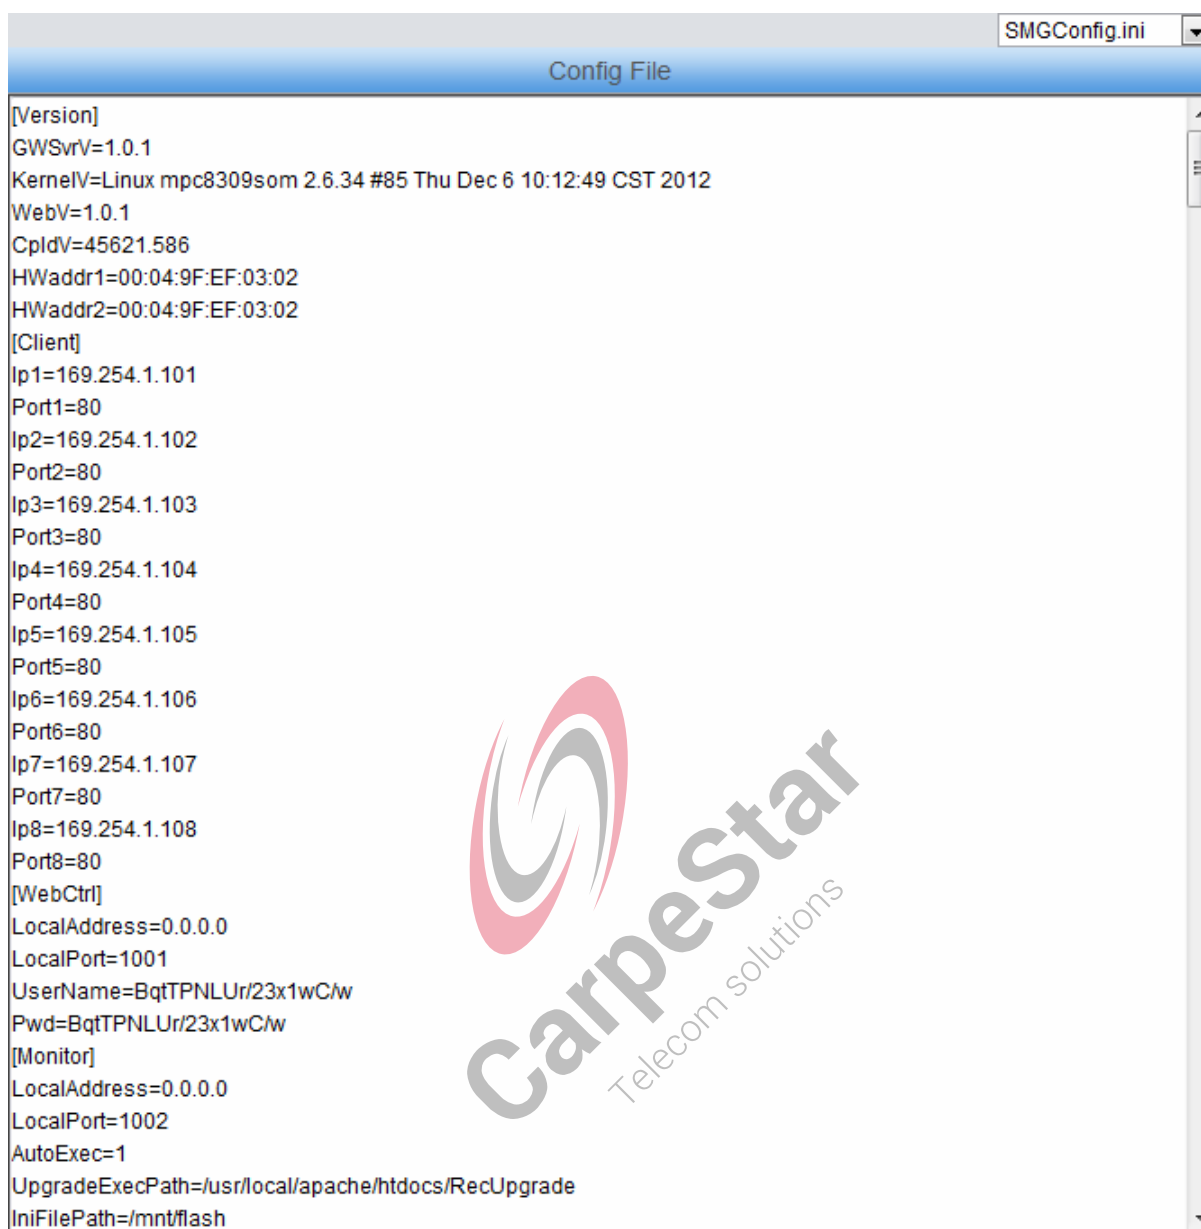 SMGConfig.ini
Config File
[Version]
GWSvrV=1.0.1
KernelV=Linux mpc8309som 2.6.34 #85 Thu Dec 6 10:12:49 CST 2012
WebV=1.0.1
CpldV=45621.586
HWaddr1=00:04:9F:EF:03:02
HWaddr2=00:04:9F:EF:03:02
[Client]
Ip1=169.254.1.101
Port1=80
Ip2=169.254.1.102
Port2=80
Ip3=169.254.1.103
Port3=80
Ip4=169.254.1.104
Port4=80
Ip5=169.254.1.105
Port5=80
Ip6=169.254.1.106
Port6=80
Ip7=169.254.1.107
Port7=80
Ip8=169.254.1.108
Port8=80
[WebCtrl]
LocalAddress=0.0.0.0
LocalPort=1001
UserName=BqtTPNLUr/23x1wC/w
Pwd=BqtTPNLUr/23x1wC/w
[Monitor]
LocalAddress=0.0.0.0
LocalPort=1002
AutoExec=1
UpgradeExecPath=/usr/local/apache/htdocs/RecUpgrade
IniFilePath=/mnt/flash
CarpeStar
Telecom solutions